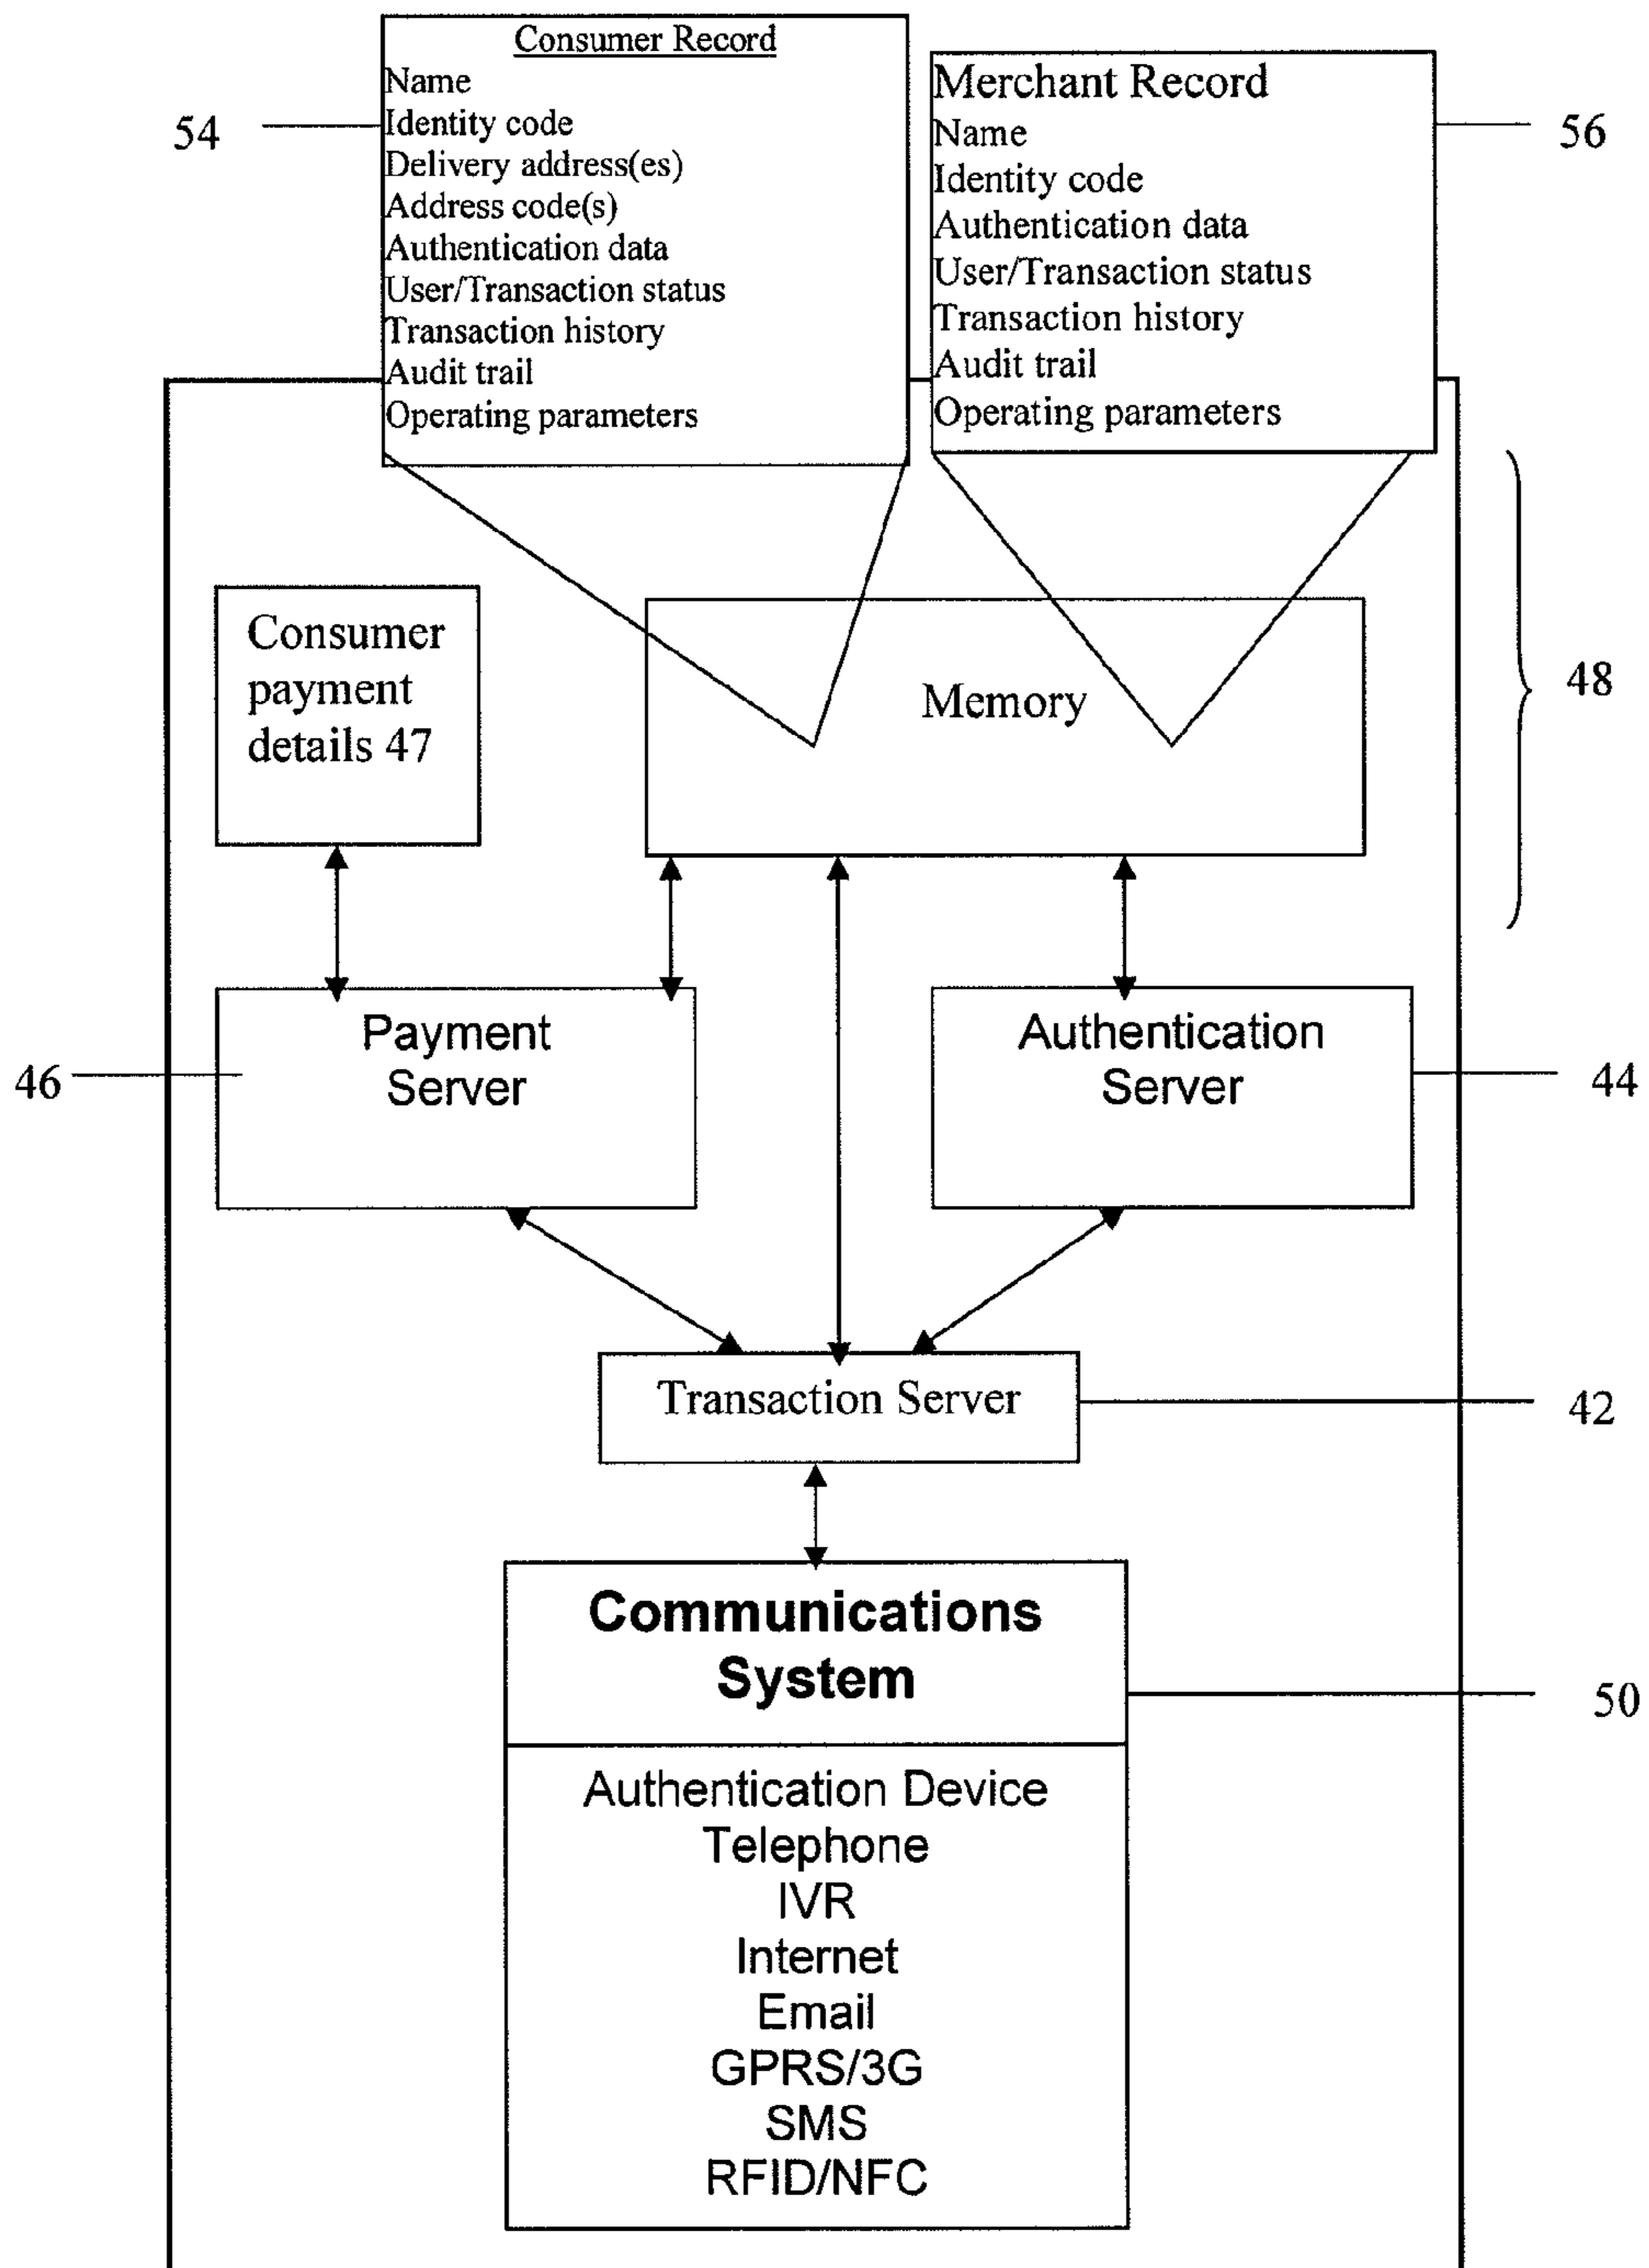 Consumer Record
Name
Identity code
Delivery address(es)
Address code(s)
Authentication data
User/Transaction status
Transaction history
Audit trail
Operating parameters
54
Merchant Record
Name
Identity code
Authentication data
User/Transaction status
Transaction history
Audit trail
Operating parameters
56
Consumer
payment
details 47
Memory
48
Payment
Server
46
Authentication
Server
44
Transaction Server
42
Communications
System
50
Authentication Device
Telephone
IVR
Internet
Email
GPRS/3G
SMS
RFID/NFC